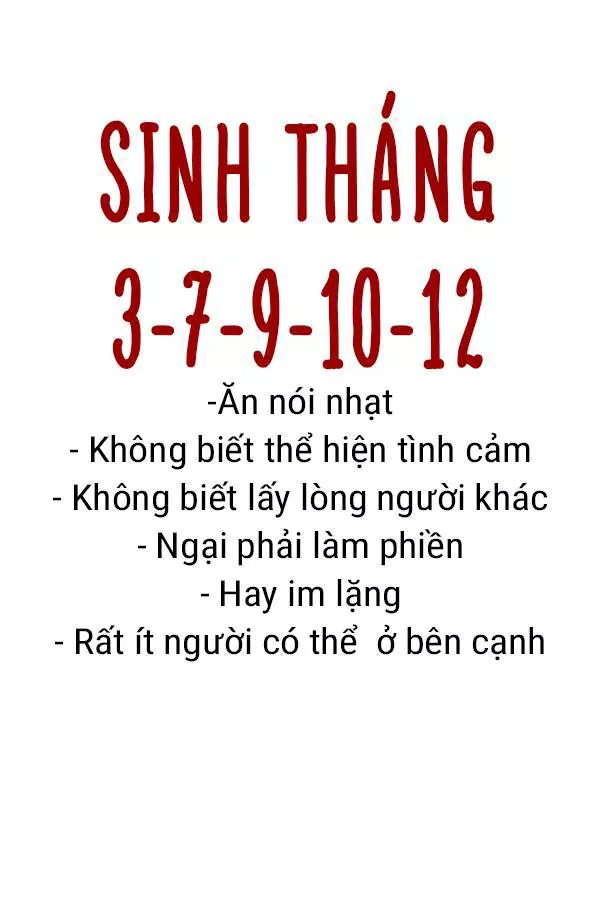 SINH THÁNG
3-7-9-10-12
-Ăn nói nhạt
- Không biết thể hiện tình cảm
- Không biết lấy lòng người khác
- Ngại phải làm phiền
- Hay im lặng
- Rất ít người có thể  ở bên cạnh